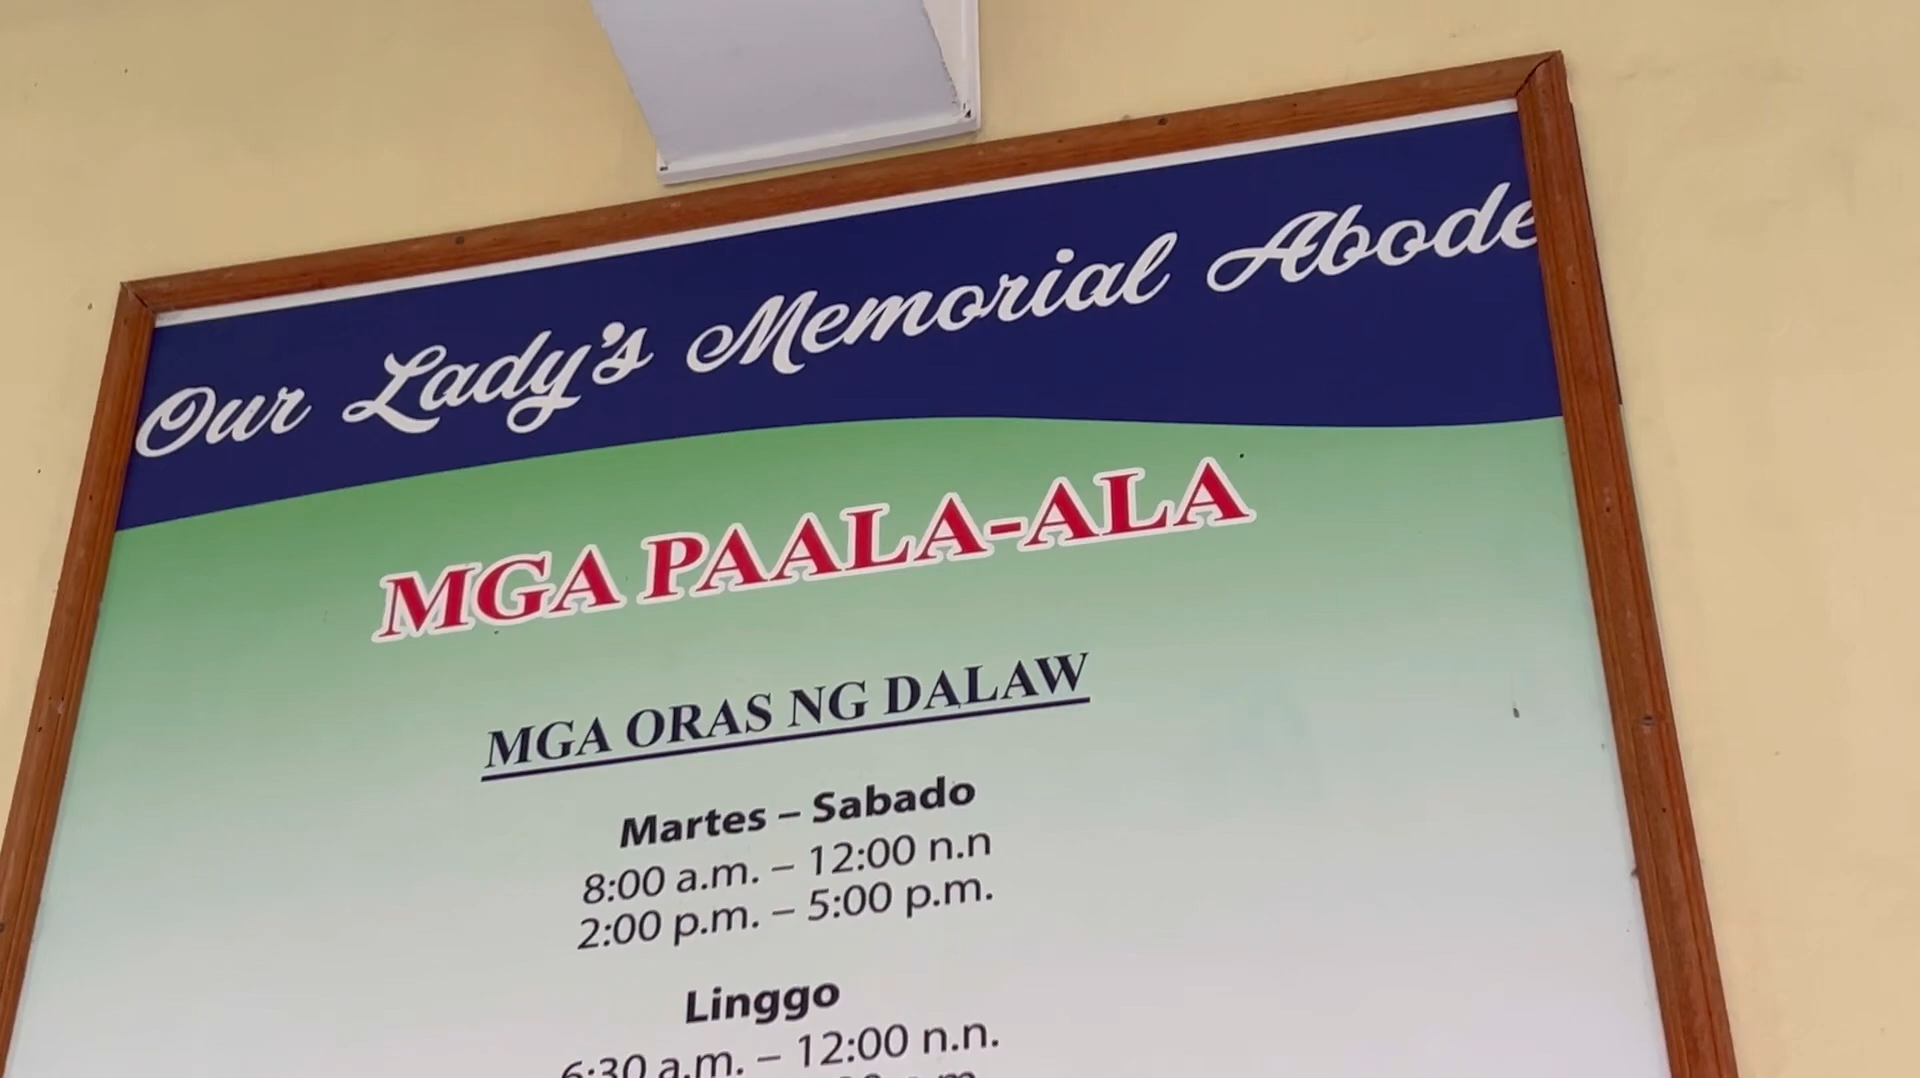 Our Lady's Memorial Abode
MGA PAALA-ALA
MGA ORAS NG DALAW
Martes – Sabado
8:00 a.m. – 12:00 n.n
2:00 p.m. – 5:00 p.m.
Linggo
6:30 a.m. – 12:00 n.n.